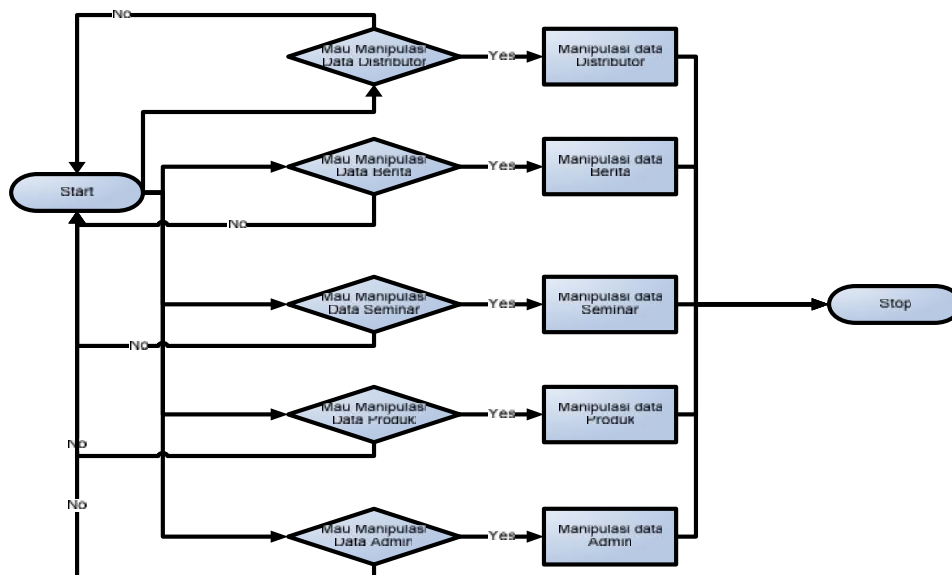 No
Mau Manipulasi
Data Distributor
Yes
Manipulasi data
Distributor
Mau Manipulasi
Data Berita
Yes
Manipulasi data
Berita
Start
No
Mau Manipulasi
Data Seminar
Yes
Manipulasi data
Seminar
Stop
No
Mau Manipulasi
Data Produk
Yes
Manipulasi data
Produk
No
No
Mau Manipulasi
Data Admin
Yes
Manipulasi data
Admin